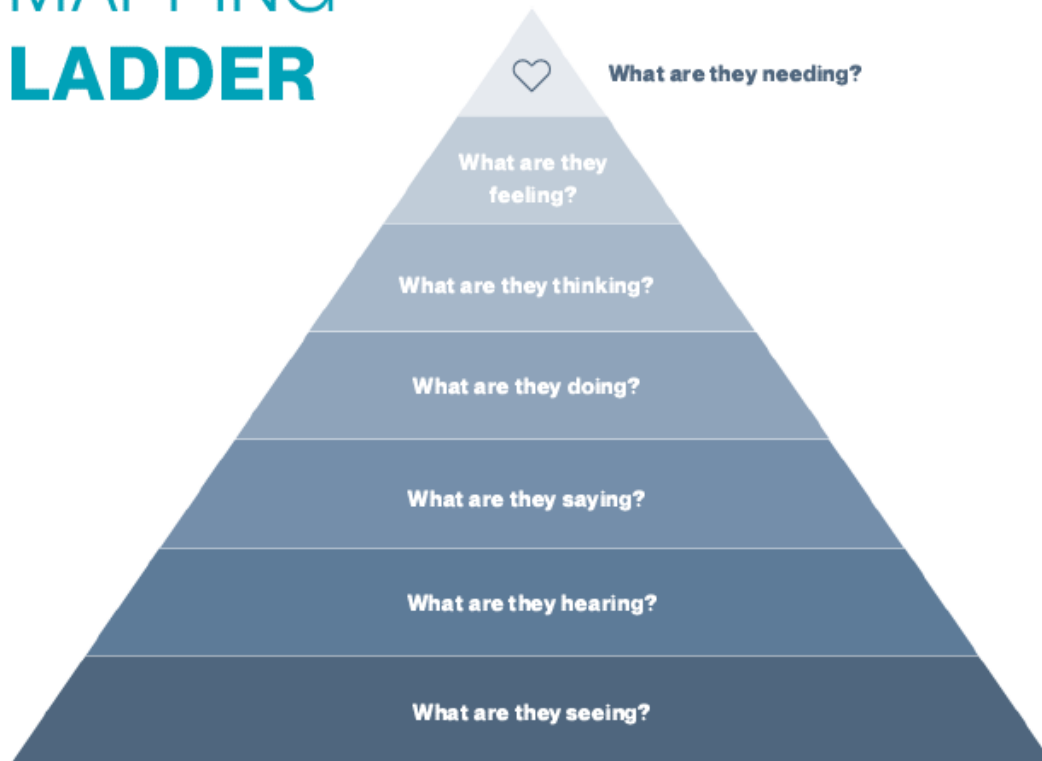 MAPPING
LADDER
What are they needing?
What are they
feeling?
What are they thinking?
What are they doing?
What are they saying?
What are they hearing?
What are they seeing?